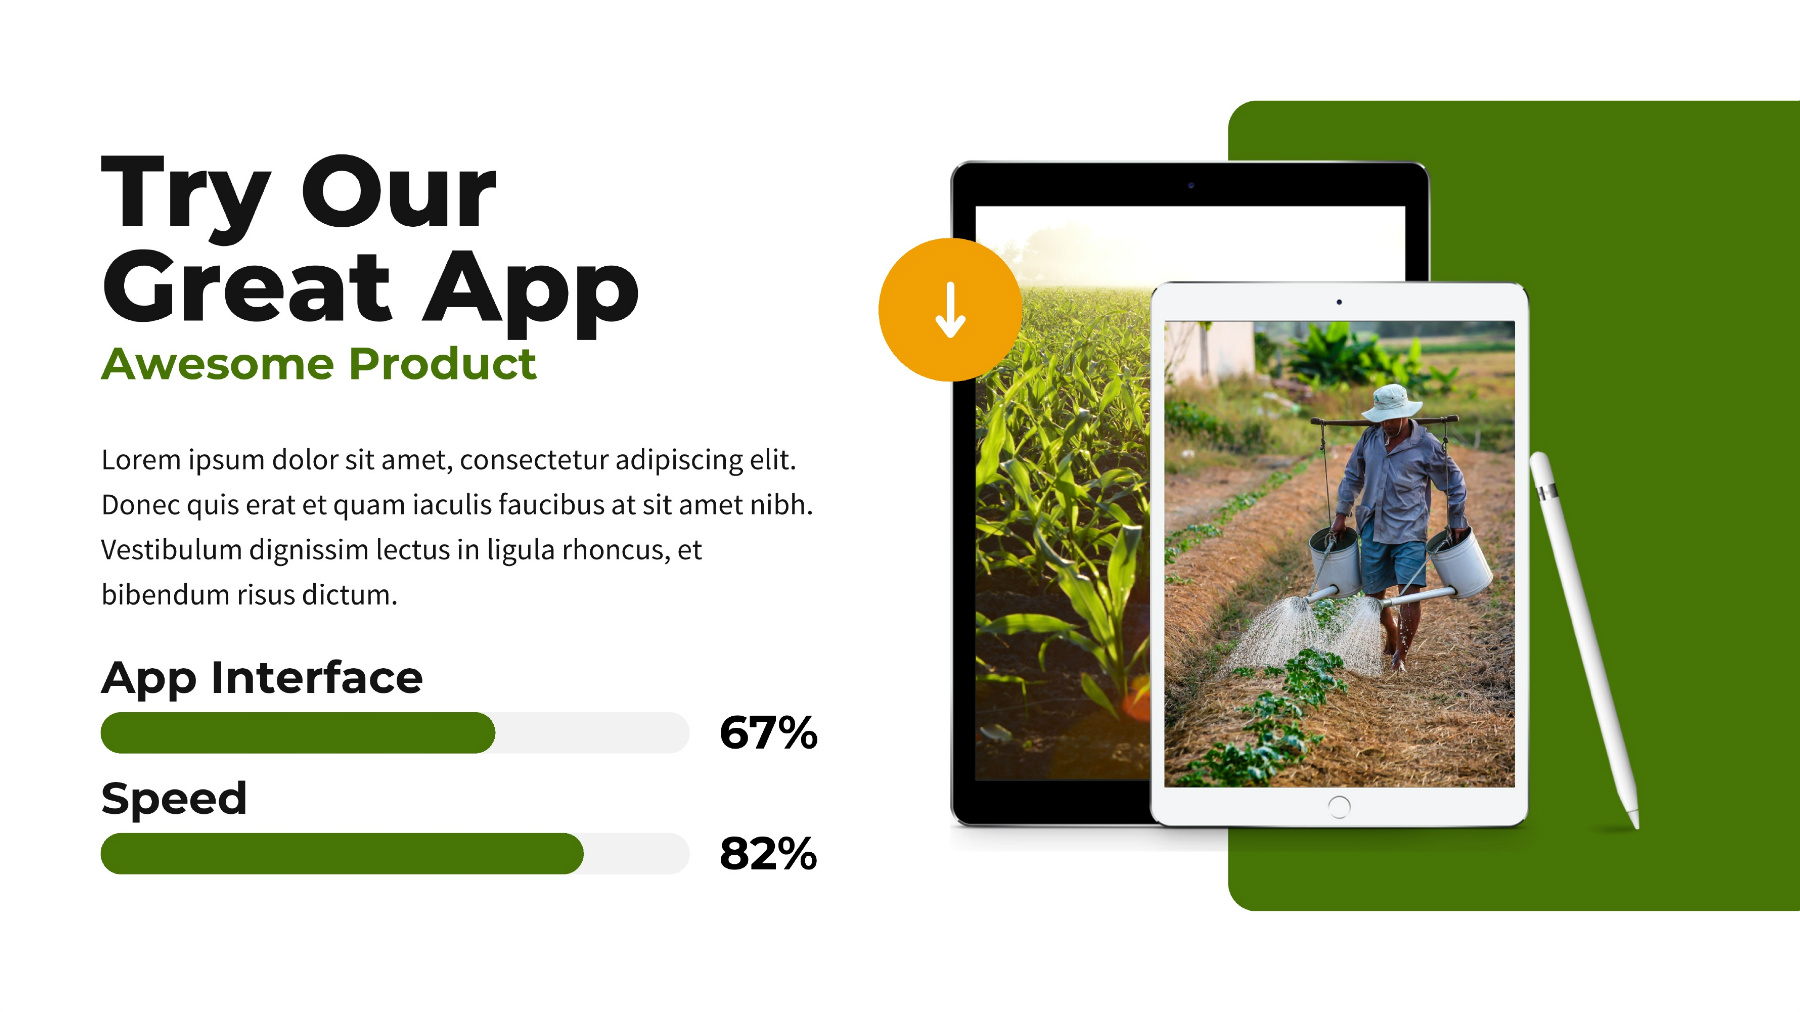 Try Our
Great App
Awesome Product
Lorem ipsum dolor sit amet, consectetur adipiscing elit.
Donec quis erat et quam iaculis faucibus at sit amet nibh.
Vestibulum dignissim lectus in ligula rhoncus, et
bibendum risus dictum.
App Interface
67%
Speed
82%